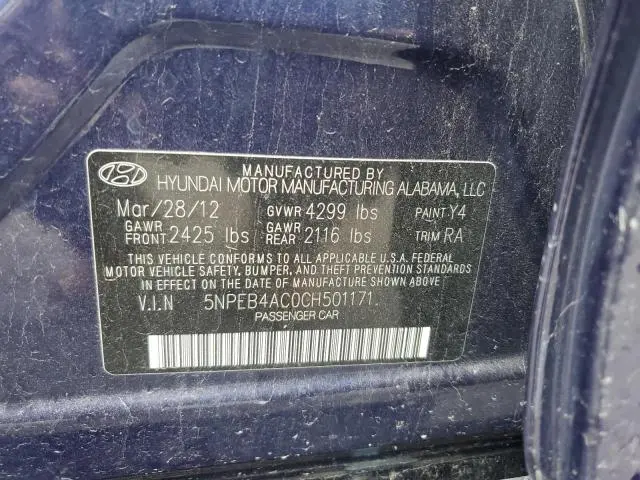 MANUFACTURED BY
HYUNDAI MOTOR MANUFACTURING ALABAMA, LLC
Mar/28/12 GVWR 4299 lbs PAINT Y4
GAWR FRONT 2425 lbs GAWR REAR 2116 lbs TRIM RA
THIS VEHICLE CONFORMS TO ALL APPLICABLE U.S.A. FEDERAL
MOTOR VEHICLE SAFETY, BUMPER, AND THEFT PREVENTION STANDARDS
IN EFFECT ON THE DATE OF MANUFACTURE SHOWN ABOVE.
V.I.N 5NPEB4AC0CH501171.
PASSENGER CAR